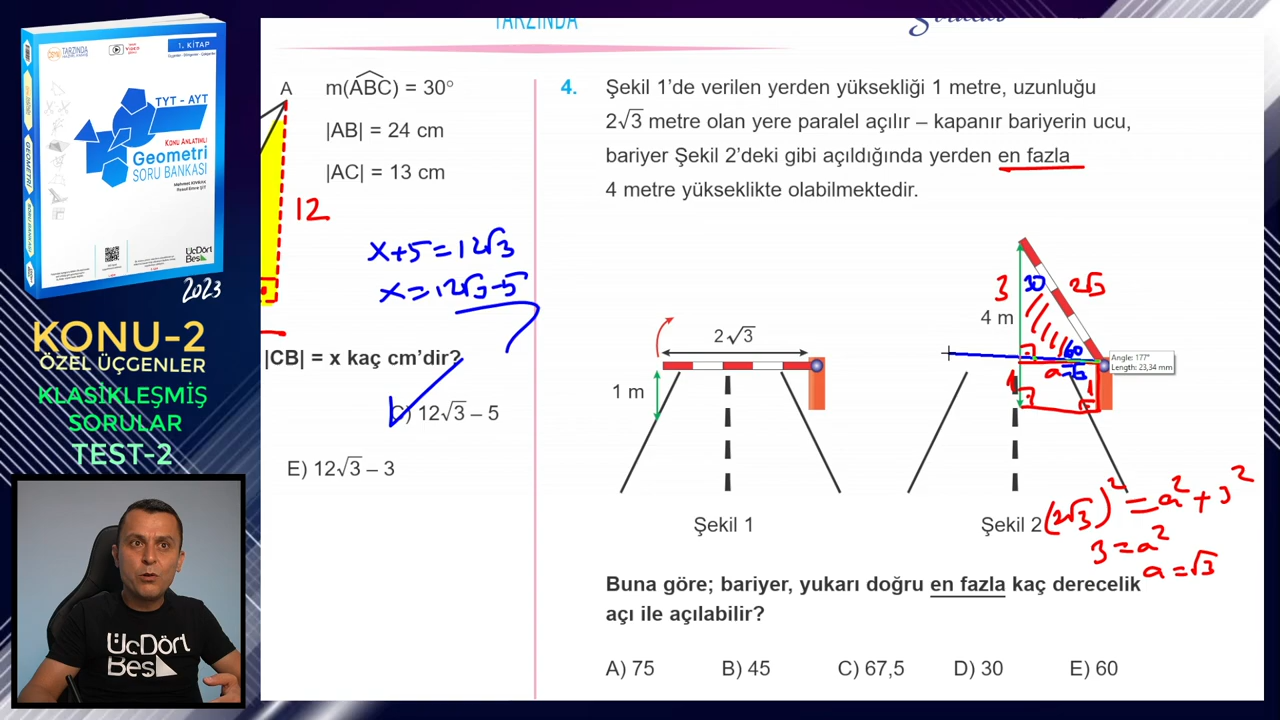 TARZINDA
Sorular
1. KİTAP
TYT - AYT
KONU ANLATIMLI
Geometri
SORU BANKASI
ÜcDört
Beş
2023
KONU-2
ÖZEL ÜÇGENLER
KLASİKLEŞMİŞ
SORULAR
TEST-2
ÜcDört
Beş
A
m(ABC) = 30°
|AB| = 24 cm
|AC| = 13 cm
12
x+5=12√3
x=12√3-5
|CB| = x kaç cm'dir?
C) 12√3 – 5
E) 12√3 – 3
4. Şekil 1'de verilen yerden yüksekliği 1 metre, uzunluğu
2√3 metre olan yere paralel açılır – kapanır bariyerin ucu,
bariyer Şekil 2'deki gibi açıldığında yerden en fazla
4 metre yükseklikte olabilmektedir.
2√3
1 m
Şekil 1
3
30
2√3
4 m
60
a=√3
1
1
Angle: 177°
Length: 23,34 mm
Şekil 2
(2√3)²=a²+3²
3=a²
a=√3
Buna göre; bariyer, yukarı doğru en fazla kaç derecelik
açı ile açılabilir?
A) 75 B) 45 C) 67,5 D) 30 E) 60